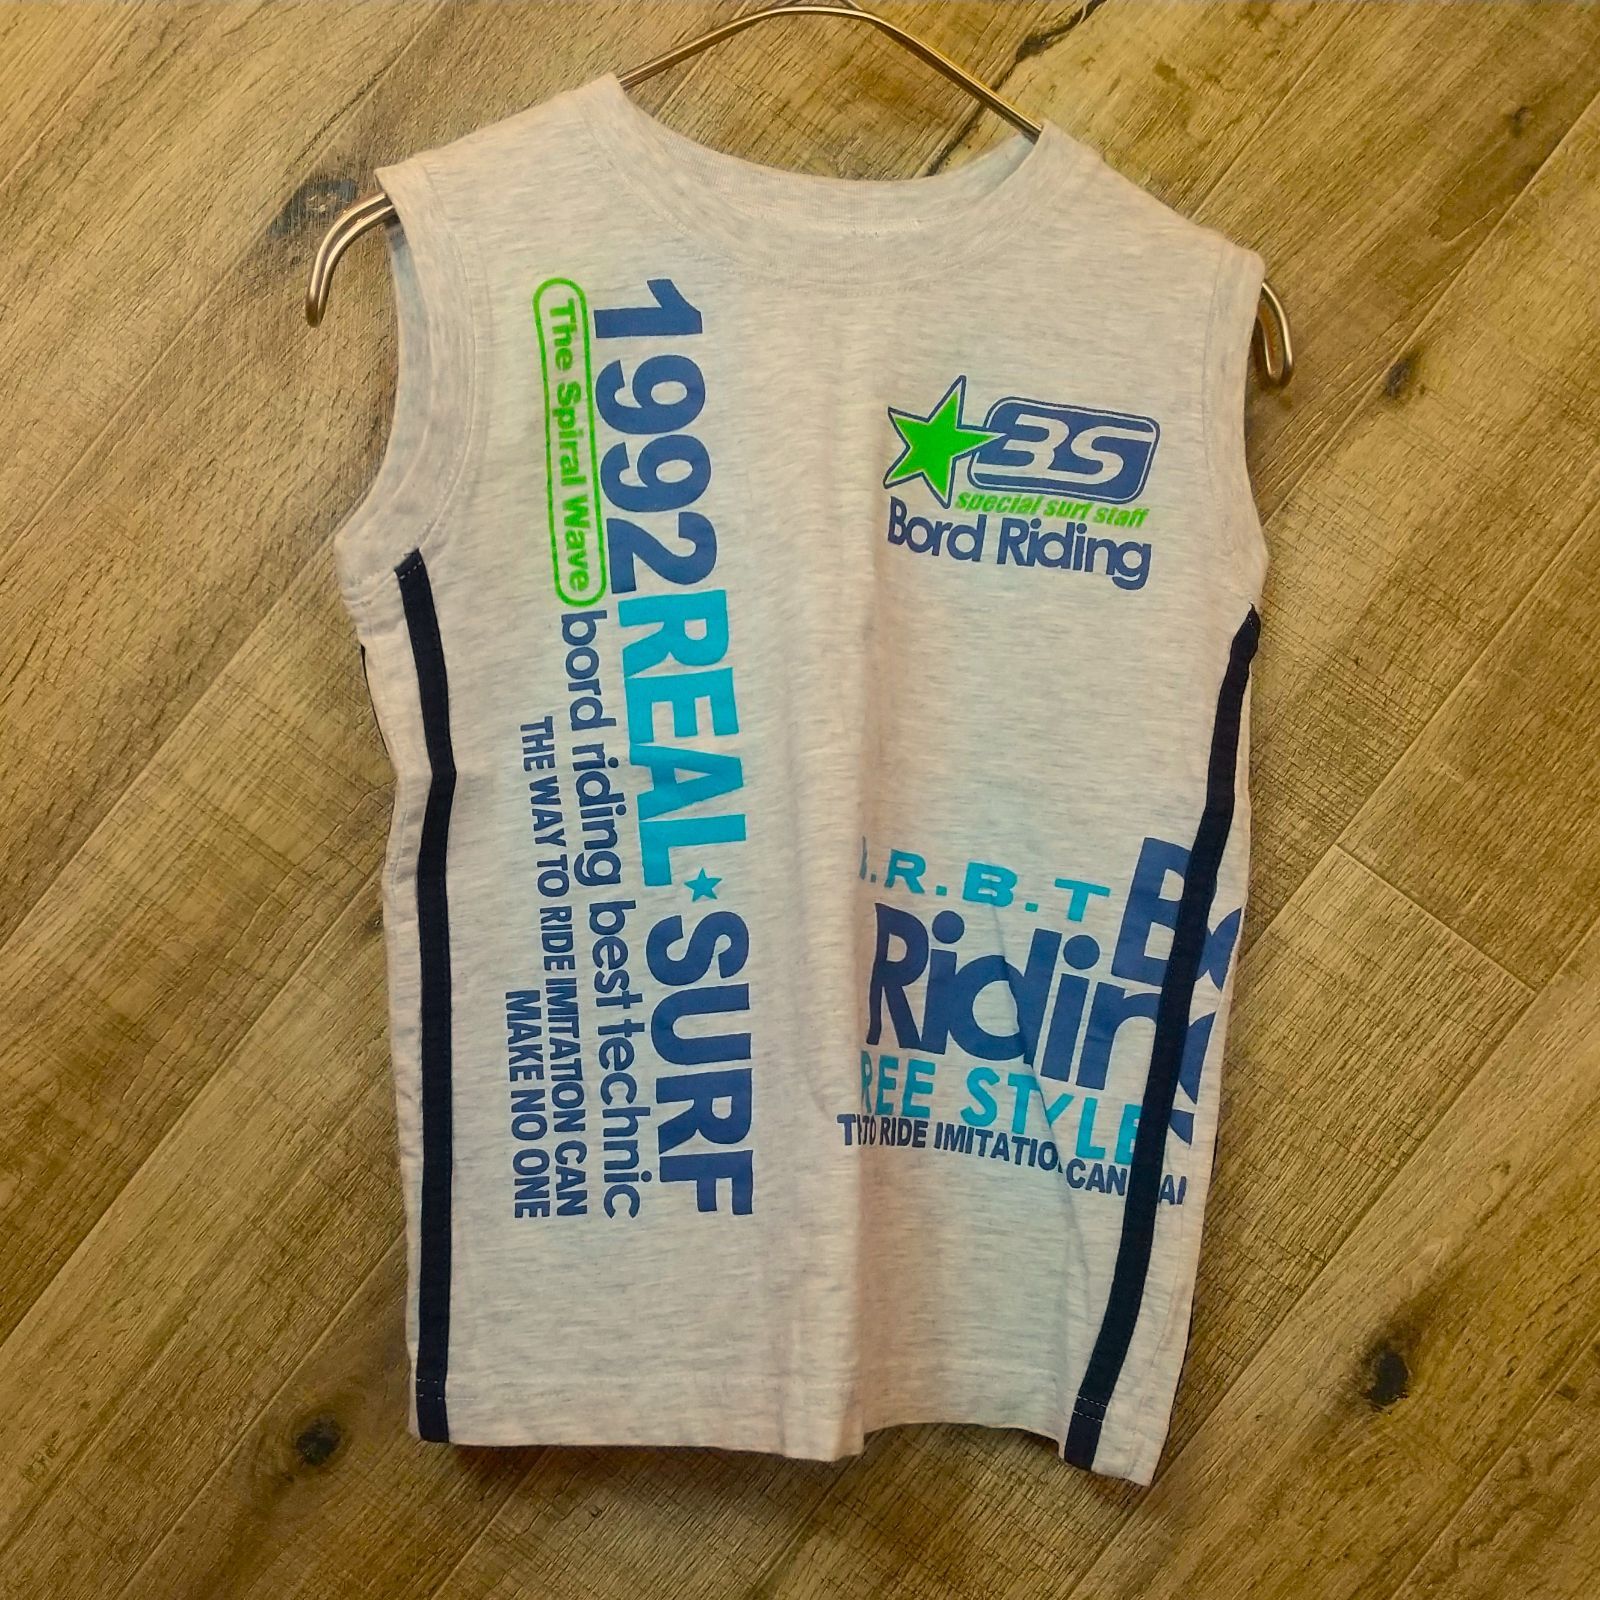 1992REAL★SURF
The Spiral Wave
bord riding best technic
THE WAY TO RIDE IMITATION CAN
MAKE NO ONE
BS
special surf staff
Bord Riding
.R.B.T
Ridin
REE STYLE
TO RIDE IMITATIO CAN